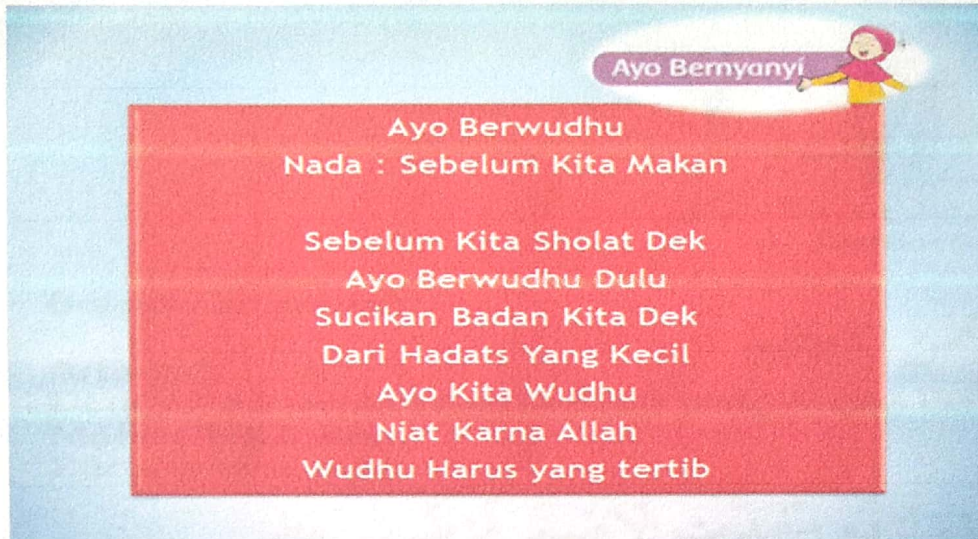 Ayo Bernyanyi
Ayo Berwudhu
Nada : Sebelum Kita Makan
Sebelum Kita Sholat Dek
Ayo Berwudhu Dulu
Sucikan Badan Kita Dek
Dari Hadats Yang Kecil
Ayo Kita Wudhu
Niat Karna Allah
Wudhu Harus yang tertib